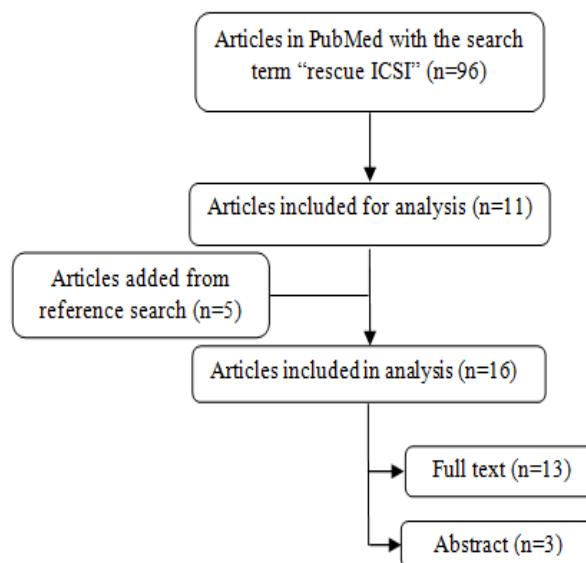 Articles in PubMed with the search
term “rescue ICSI” (n=96)
Articles included for analysis (n=11)
Articles added from
reference search (n=5)
Articles included in analysis (n=16)
Full text (n=13)
Abstract (n=3)